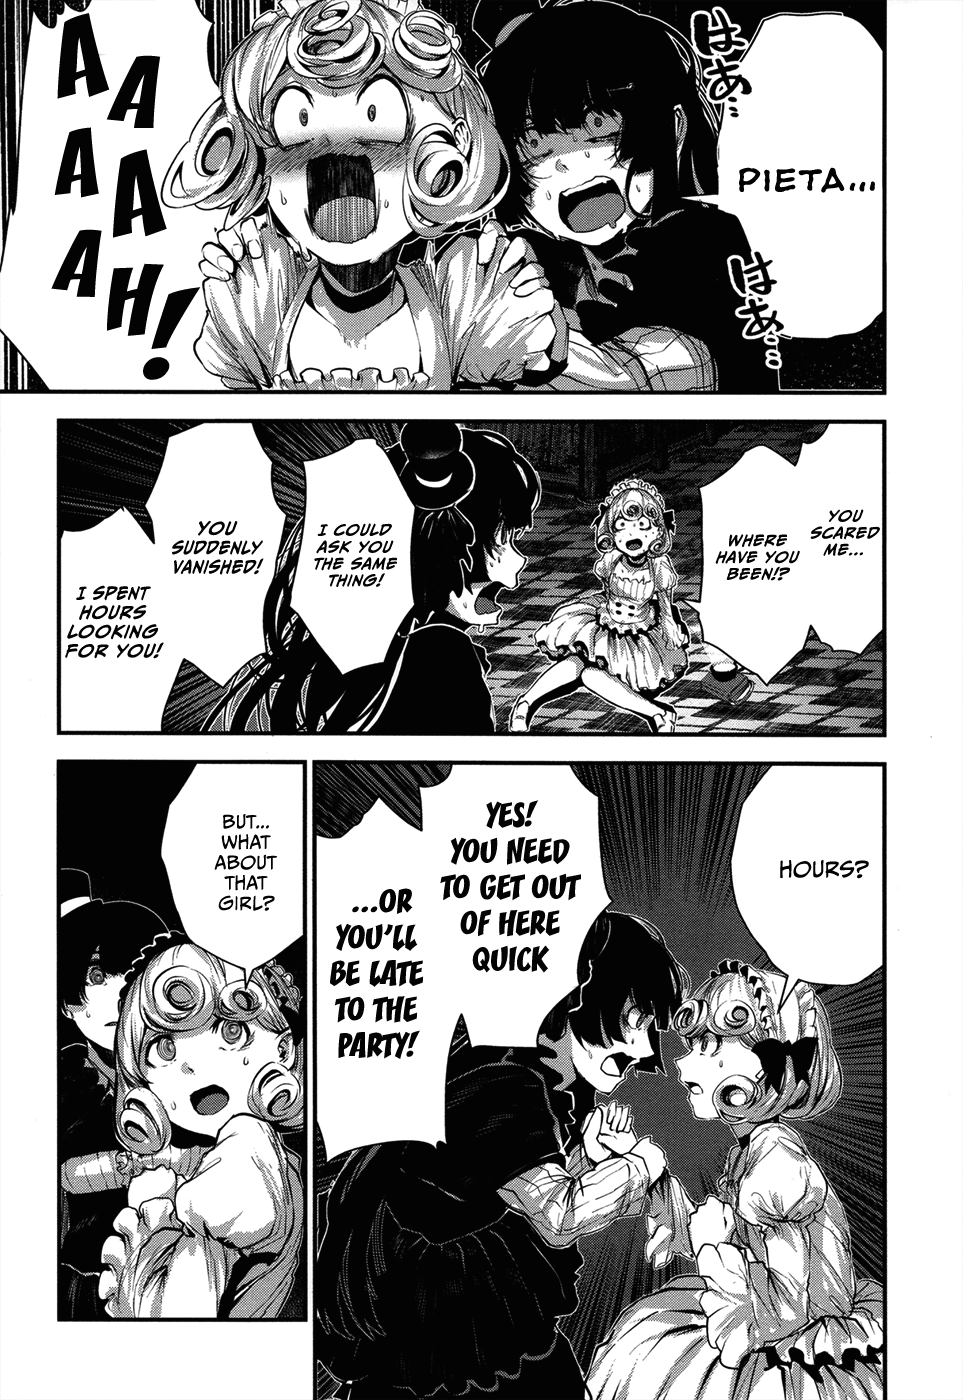 はぁ…
PIETA...
はぁ…
AAAAAAH!
YOU
SCARED
ME...
WHERE
HAVE YOU
BEEN!?
I COULD
ASK YOU
THE SAME
THING!
YOU
SUDDENLY
VANISHED!
I SPENT
HOURS
LOOKING
FOR YOU!
HOURS?
YES!
YOU NEED
TO GET OUT
OF HERE
QUICK
...OR
YOU'LL
BE LATE
TO THE
PARTY!
BUT...
WHAT
ABOUT
THAT
GIRL?